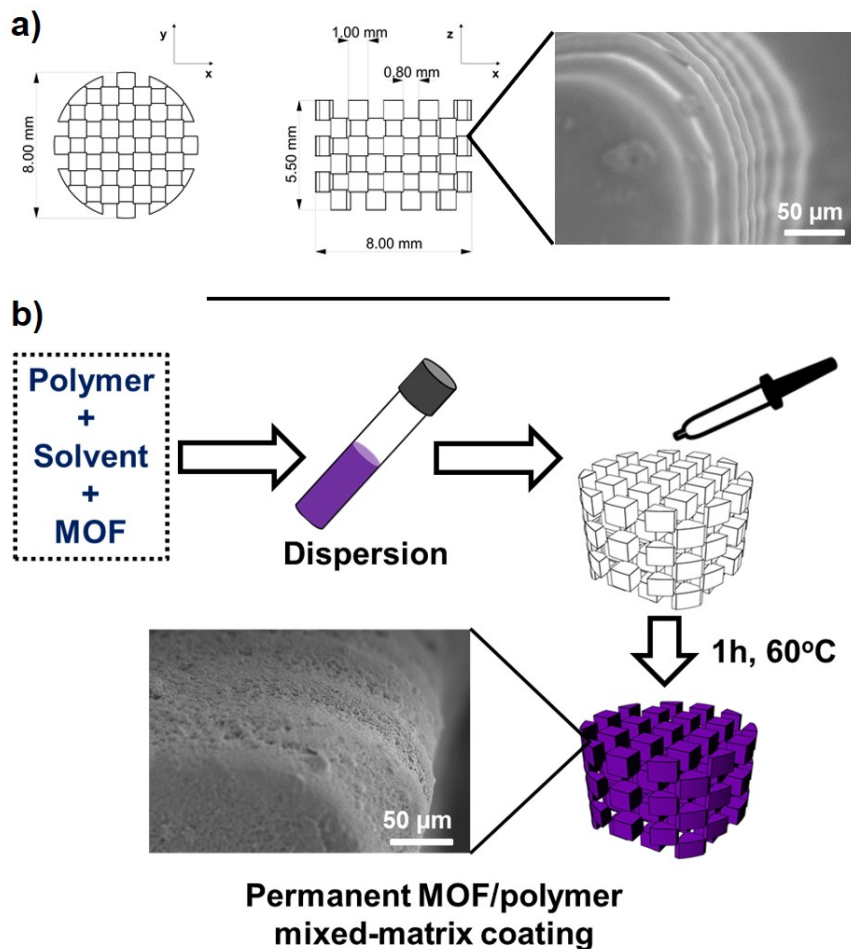 a)
y
x
8.00 mm
1.00 mm
z
x
0.80 mm
5.50 mm
8.00 mm
50 µm
b)
Polymer
+
Solvent
+
MOF
Dispersion
1h, 60ºC
50 µm
Permanent MOF/polymer
mixed-matrix coating